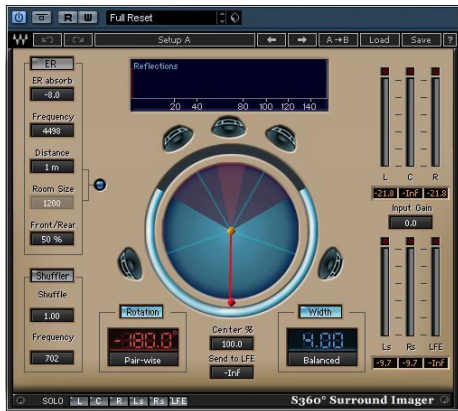 R W Full Reset
Setup A A→B Load Save ?
ER
ER absorb
-8.0
Frequency
4498
Distance
1 m
Room Size
1200
Front/Rear
50 %
Shuffler
Shuffle
1.00
Frequency
702
Reflections
20 40 80 100 120 140
Rotation
-180.0°
Pair-wise
Center %
100.0
Send to LFE
-Inf
Width
4.00
Balanced
L C R
-21.8 -Inf -21.8
Input Gain
0.0
Ls Rs LFE
-9.7 -9.7 -Inf
SOLO L C R Ls Rs LFE S360° Surround Imager